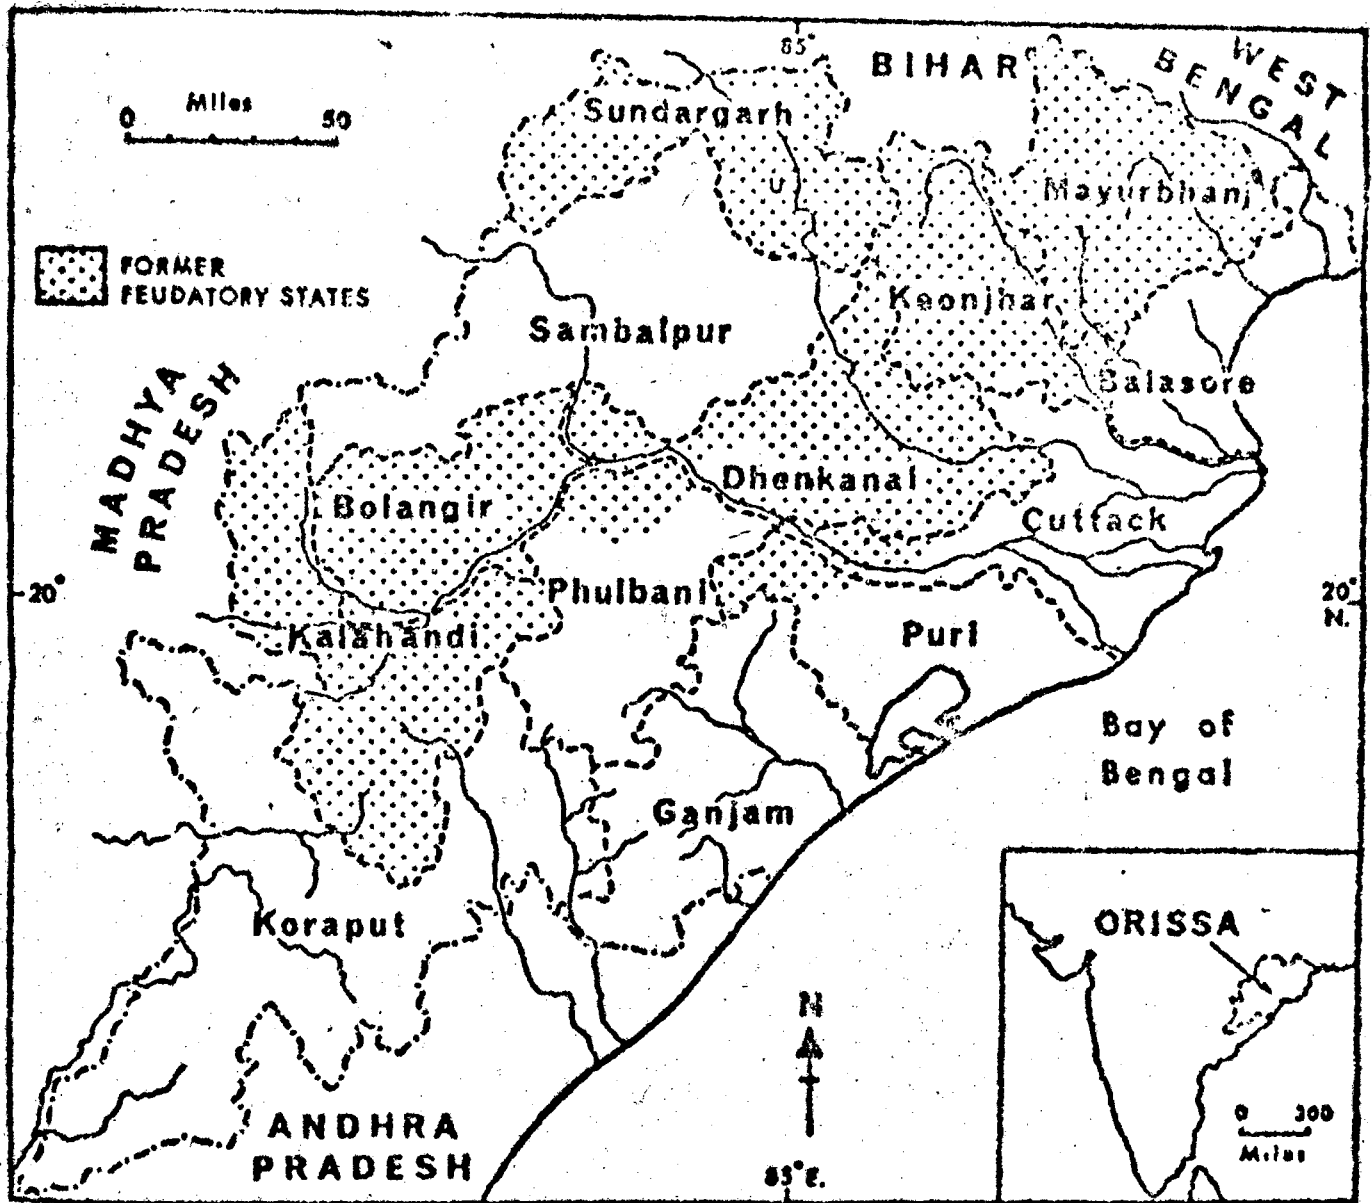 85°
BIHAR
WEST
BENGAL
Miles
0 50
Sundargarh
U
Mayurbhanj
FORMER
FEUDATORY STATES
Keonjhar
Sambalpur
MADHYA
PRADESH
Balasore
Bolangir
Dhenkanal
Cuttack
20°
Phulbani
20°
N.
Kalahandi
Puri
Bay of
Bengal
Ganjam
Koraput
ORISSA
N
ANDHRA
PRADESH
0 300
Miles
85°E.